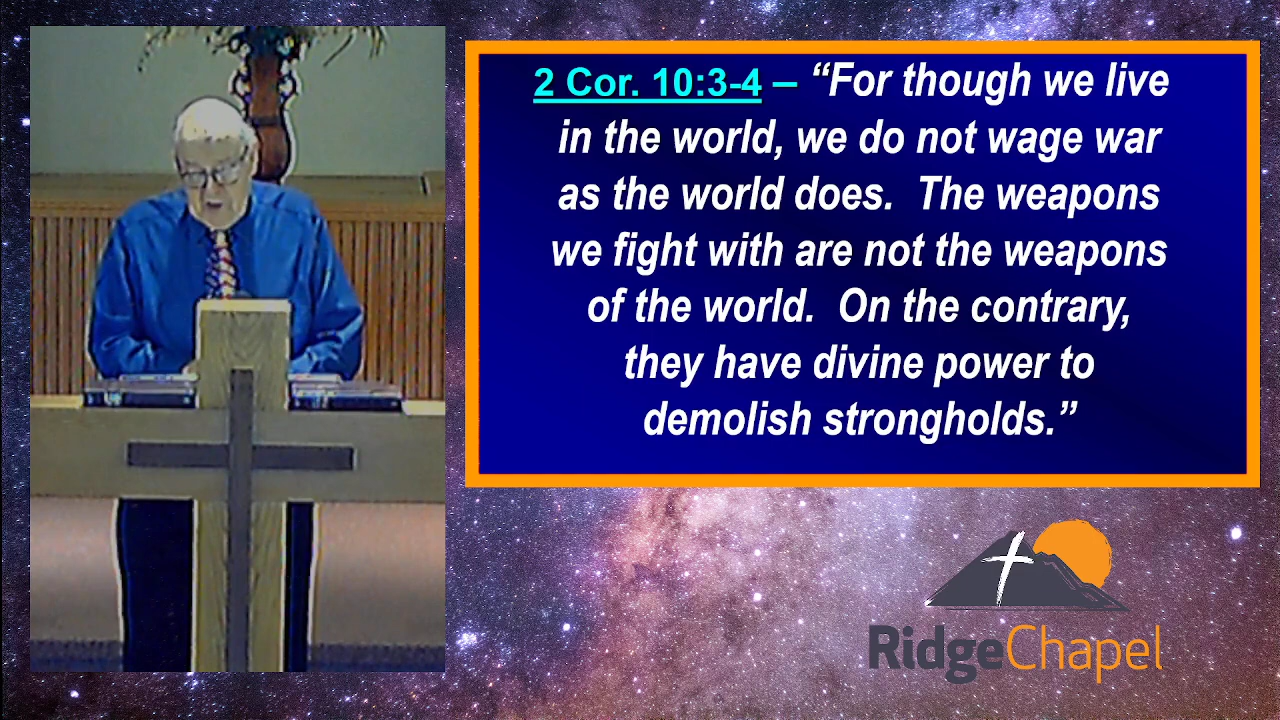 2 Cor. 10:3-4 – “For though we live
in the world, we do not wage war
as the world does.  The weapons
we fight with are not the weapons
of the world.  On the contrary,
they have divine power to
demolish strongholds.”
RidgeChapel